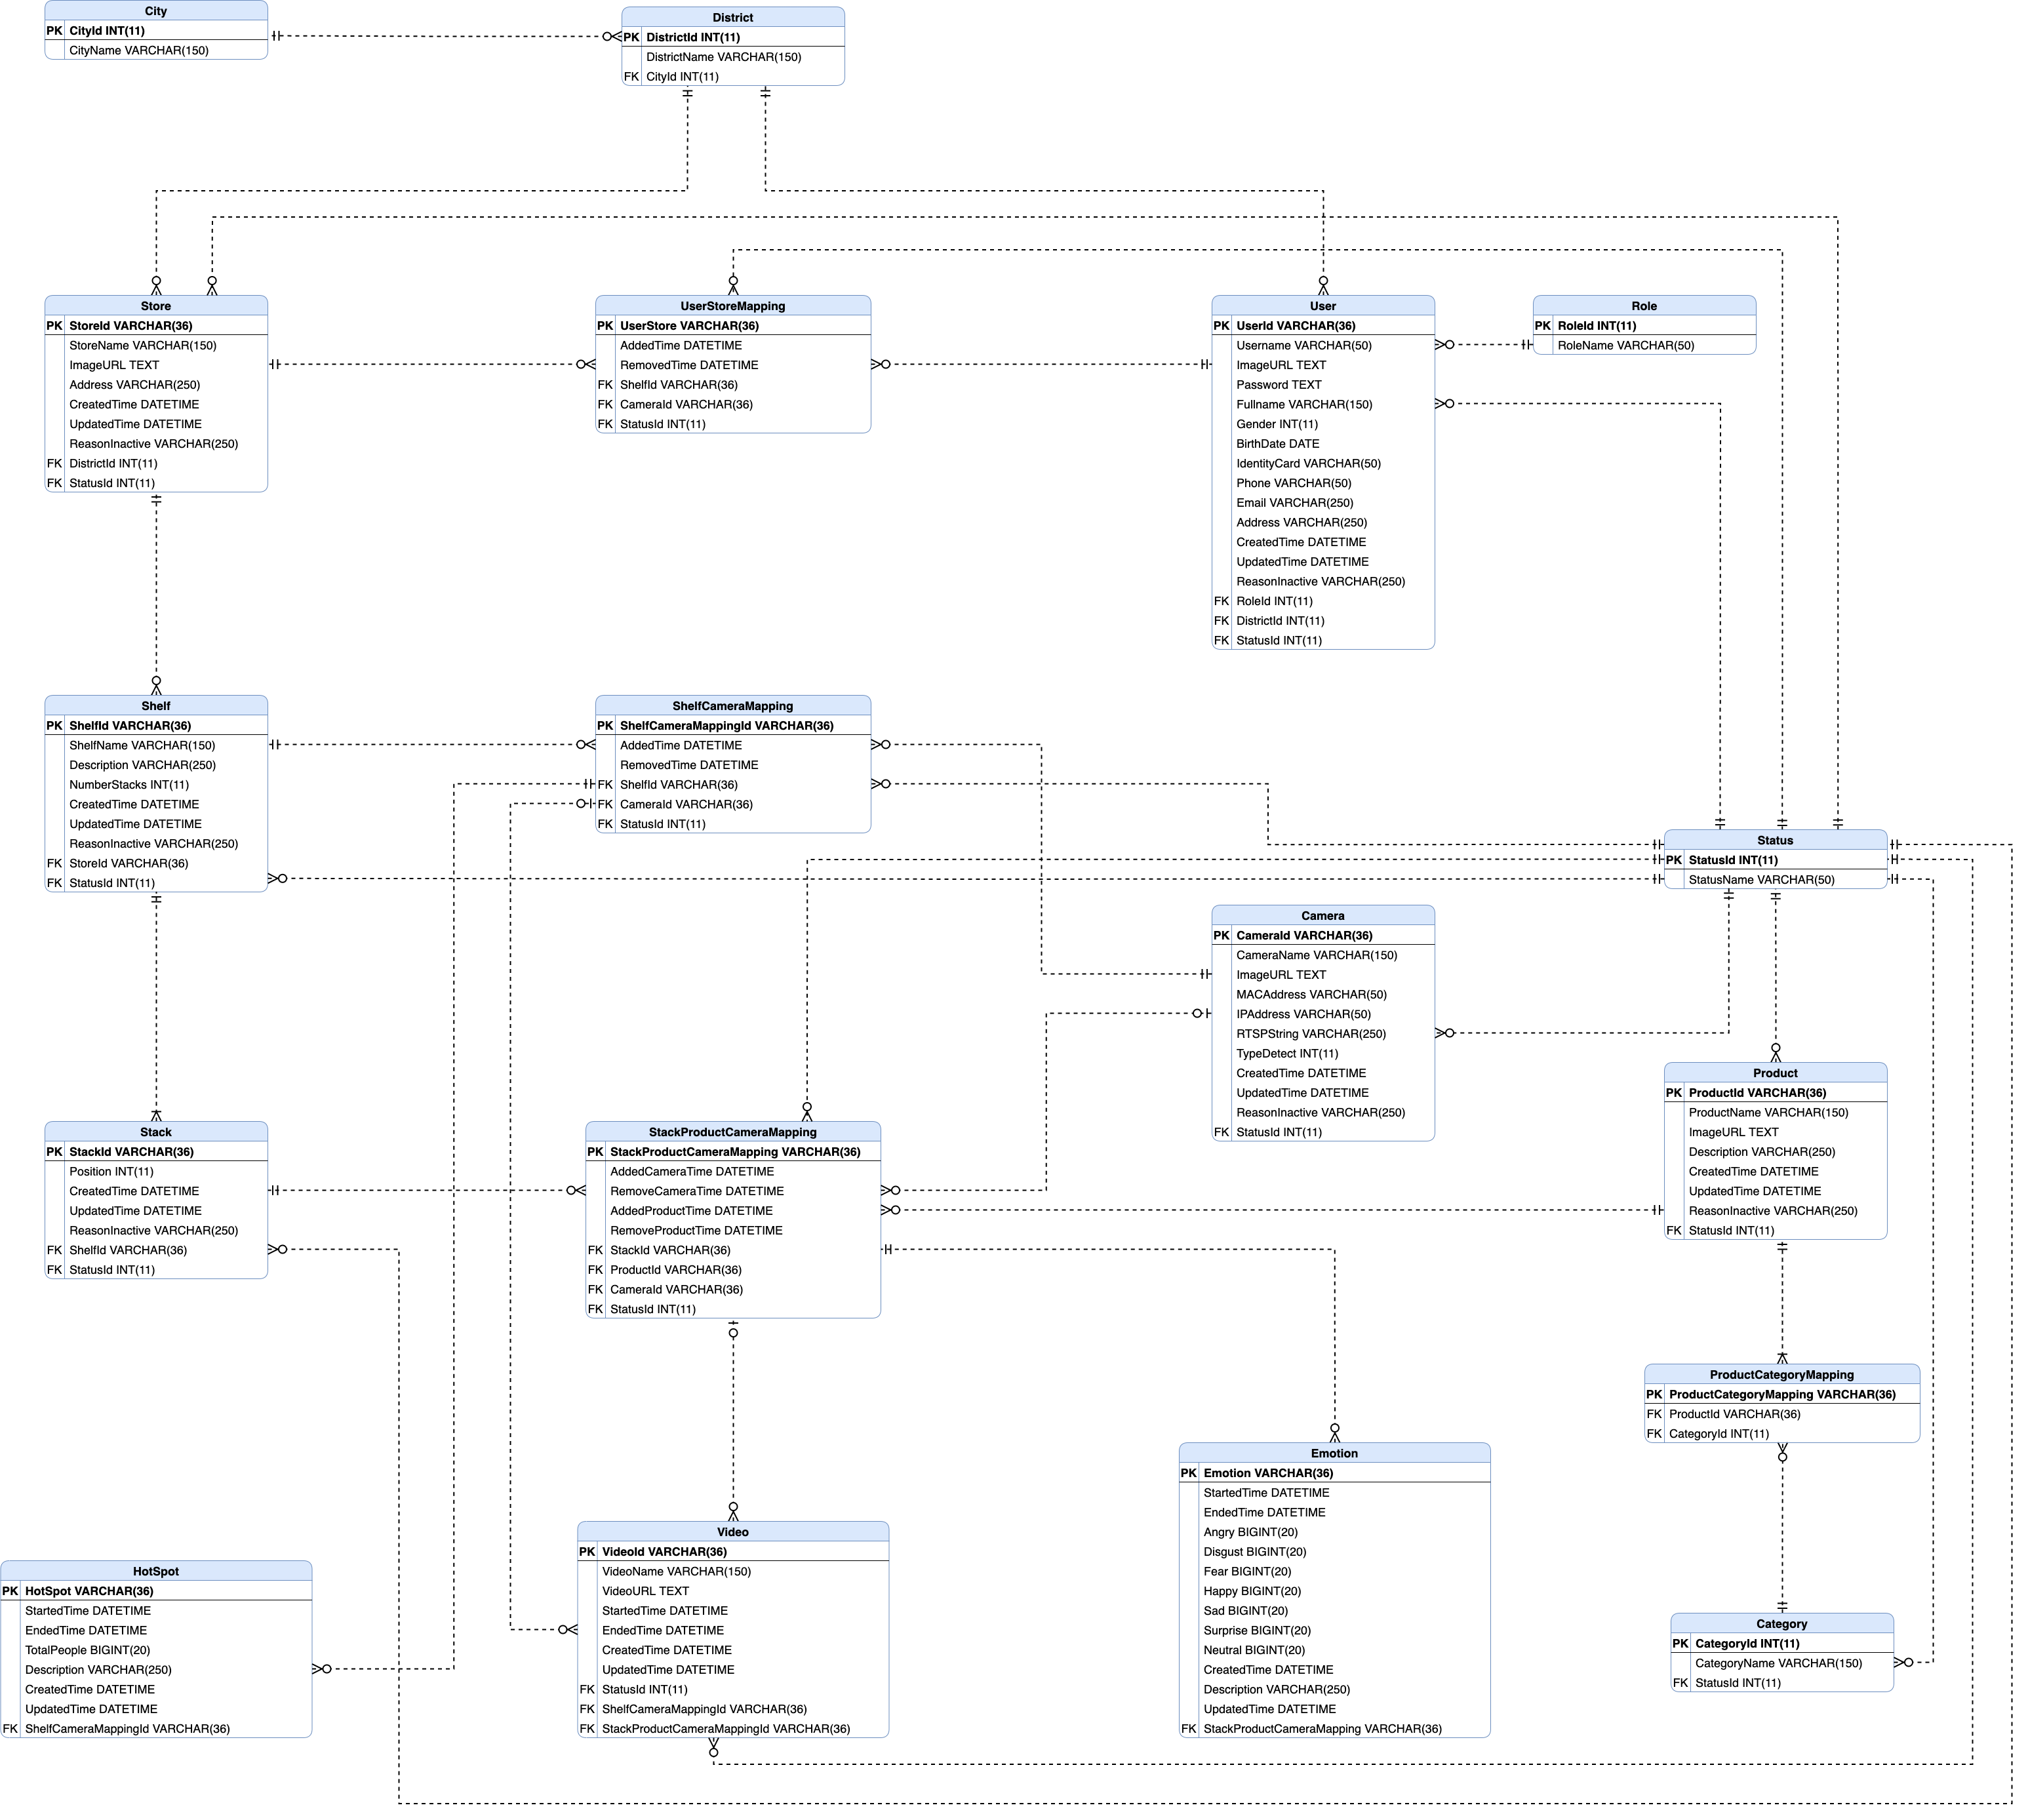 City
PK CityId INT(11)
CityName VARCHAR(150)
District
PK DistrictId INT(11)
DistrictName VARCHAR(150)
FK CityId INT(11)
Store
PK StoreId VARCHAR(36)
StoreName VARCHAR(150)
ImageURL TEXT
Address VARCHAR(250)
CreatedTime DATETIME
UpdatedTime DATETIME
ReasonInactive VARCHAR(250)
FK DistrictId INT(11)
FK StatusId INT(11)
UserStoreMapping
PK UserStore VARCHAR(36)
AddedTime DATETIME
RemovedTime DATETIME
FK ShelfId VARCHAR(36)
FK CameraId VARCHAR(36)
FK StatusId INT(11)
User
PK UserId VARCHAR(36)
Username VARCHAR(50)
ImageURL TEXT
Password TEXT
Fullname VARCHAR(150)
Gender INT(11)
BirthDate DATE
IdentityCard VARCHAR(50)
Phone VARCHAR(50)
Email VARCHAR(250)
Address VARCHAR(250)
CreatedTime DATETIME
UpdatedTime DATETIME
ReasonInactive VARCHAR(250)
FK RoleId INT(11)
FK DistrictId INT(11)
FK StatusId INT(11)
Role
PK RoleId INT(11)
RoleName VARCHAR(50)
Shelf
PK ShelfId VARCHAR(36)
ShelfName VARCHAR(150)
Description VARCHAR(250)
NumberStacks INT(11)
CreatedTime DATETIME
UpdatedTime DATETIME
ReasonInactive VARCHAR(250)
FK StoreId VARCHAR(36)
FK StatusId INT(11)
ShelfCameraMapping
PK ShelfCameraMappingId VARCHAR(36)
AddedTime DATETIME
RemovedTime DATETIME
FK ShelfId VARCHAR(36)
FK CameraId VARCHAR(36)
FK StatusId INT(11)
Status
PK StatusId INT(11)
StatusName VARCHAR(50)
Camera
PK CameraId VARCHAR(36)
CameraName VARCHAR(150)
ImageURL TEXT
MACAddress VARCHAR(50)
IPAddress VARCHAR(50)
RTSPString VARCHAR(250)
TypeDetect INT(11)
CreatedTime DATETIME
UpdatedTime DATETIME
ReasonInactive VARCHAR(250)
FK StatusId INT(11)
Product
PK ProductId VARCHAR(36)
ProductName VARCHAR(150)
ImageURL TEXT
Description VARCHAR(250)
CreatedTime DATETIME
UpdatedTime DATETIME
ReasonInactive VARCHAR(250)
FK StatusId INT(11)
Stack
PK StackId VARCHAR(36)
Position INT(11)
CreatedTime DATETIME
UpdatedTime DATETIME
ReasonInactive VARCHAR(250)
FK ShelfId VARCHAR(36)
FK StatusId INT(11)
StackProductCameraMapping
PK StackProductCameraMapping VARCHAR(36)
AddedCameraTime DATETIME
RemoveCameraTime DATETIME
AddedProductTime DATETIME
RemoveProductTime DATETIME
FK StackId VARCHAR(36)
FK ProductId VARCHAR(36)
FK CameraId VARCHAR(36)
FK StatusId INT(11)
ProductCategoryMapping
PK ProductCategoryMapping VARCHAR(36)
FK ProductId VARCHAR(36)
FK CategoryId INT(11)
Emotion
PK Emotion VARCHAR(36)
StartedTime DATETIME
EndedTime DATETIME
Angry BIGINT(20)
Disgust BIGINT(20)
Fear BIGINT(20)
Happy BIGINT(20)
Sad BIGINT(20)
Surprise BIGINT(20)
Neutral BIGINT(20)
CreatedTime DATETIME
Description VARCHAR(250)
UpdatedTime DATETIME
FK StackProductCameraMapping VARCHAR(36)
Video
PK VideoId VARCHAR(36)
VideoName VARCHAR(150)
VideoURL TEXT
StartedTime DATETIME
EndedTime DATETIME
CreatedTime DATETIME
UpdatedTime DATETIME
FK StatusId INT(11)
FK ShelfCameraMappingId VARCHAR(36)
FK StackProductCameraMappingId VARCHAR(36)
HotSpot
PK HotSpot VARCHAR(36)
StartedTime DATETIME
EndedTime DATETIME
TotalPeople BIGINT(20)
Description VARCHAR(250)
CreatedTime DATETIME
UpdatedTime DATETIME
FK ShelfCameraMappingId VARCHAR(36)
Category
PK CategoryId INT(11)
CategoryName VARCHAR(150)
FK StatusId INT(11)